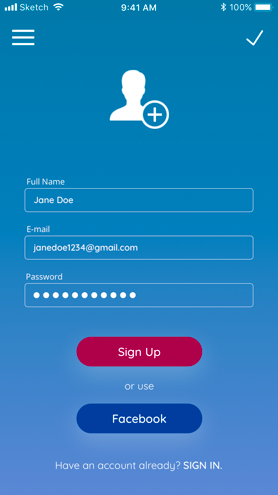 Sketch 9:41 AM 100%
Full Name
Jane Doe
E-mail
janedoe1234@gmail.com
Password
Sign Up
or use
Facebook
Have an account already? SIGN IN.